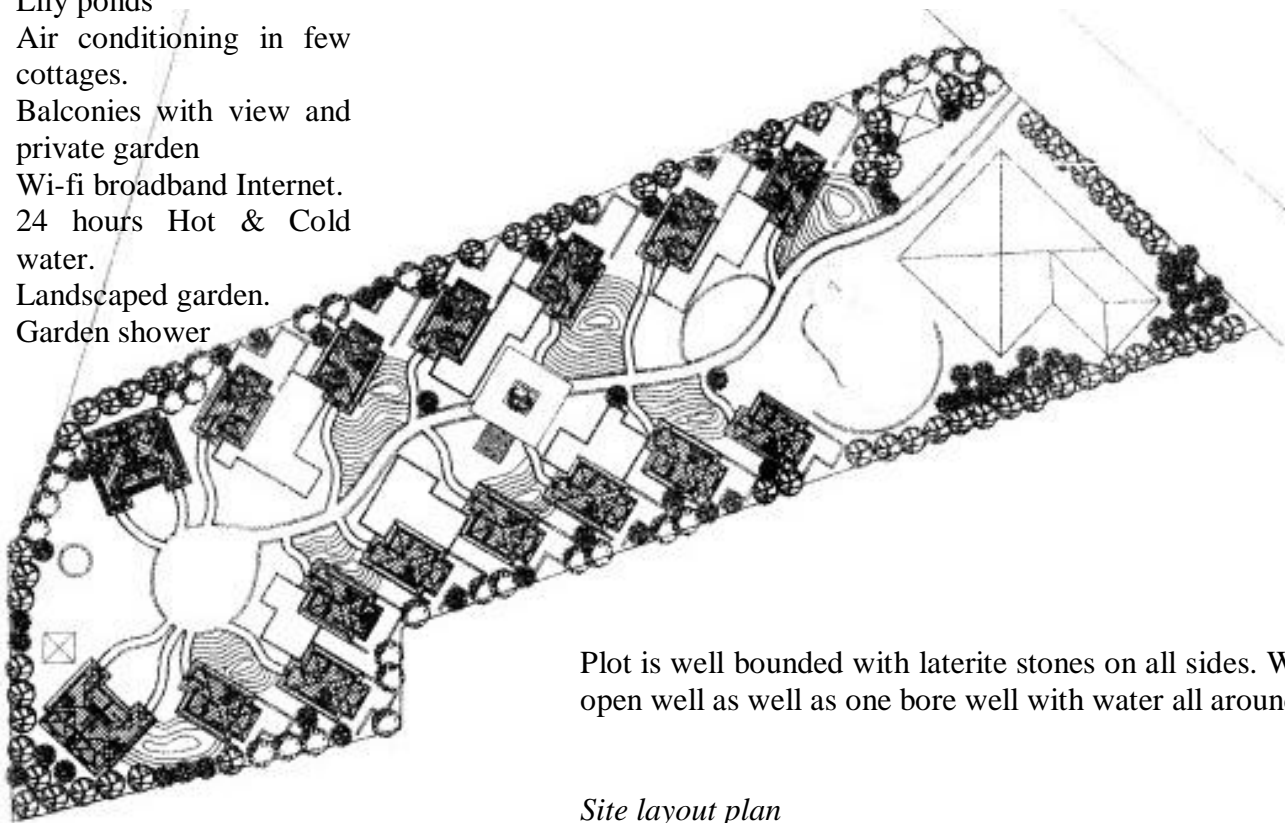 Lily ponds
Air conditioning in few
cottages.
Balconies with view and
private garden
Wi-fi broadband Internet.
24 hours Hot & Cold
water.
Landscaped garden.
Garden shower
Plot is well bounded with laterite stones on all sides. W
open well as well as one bore well with water all aroun
Site layout plan